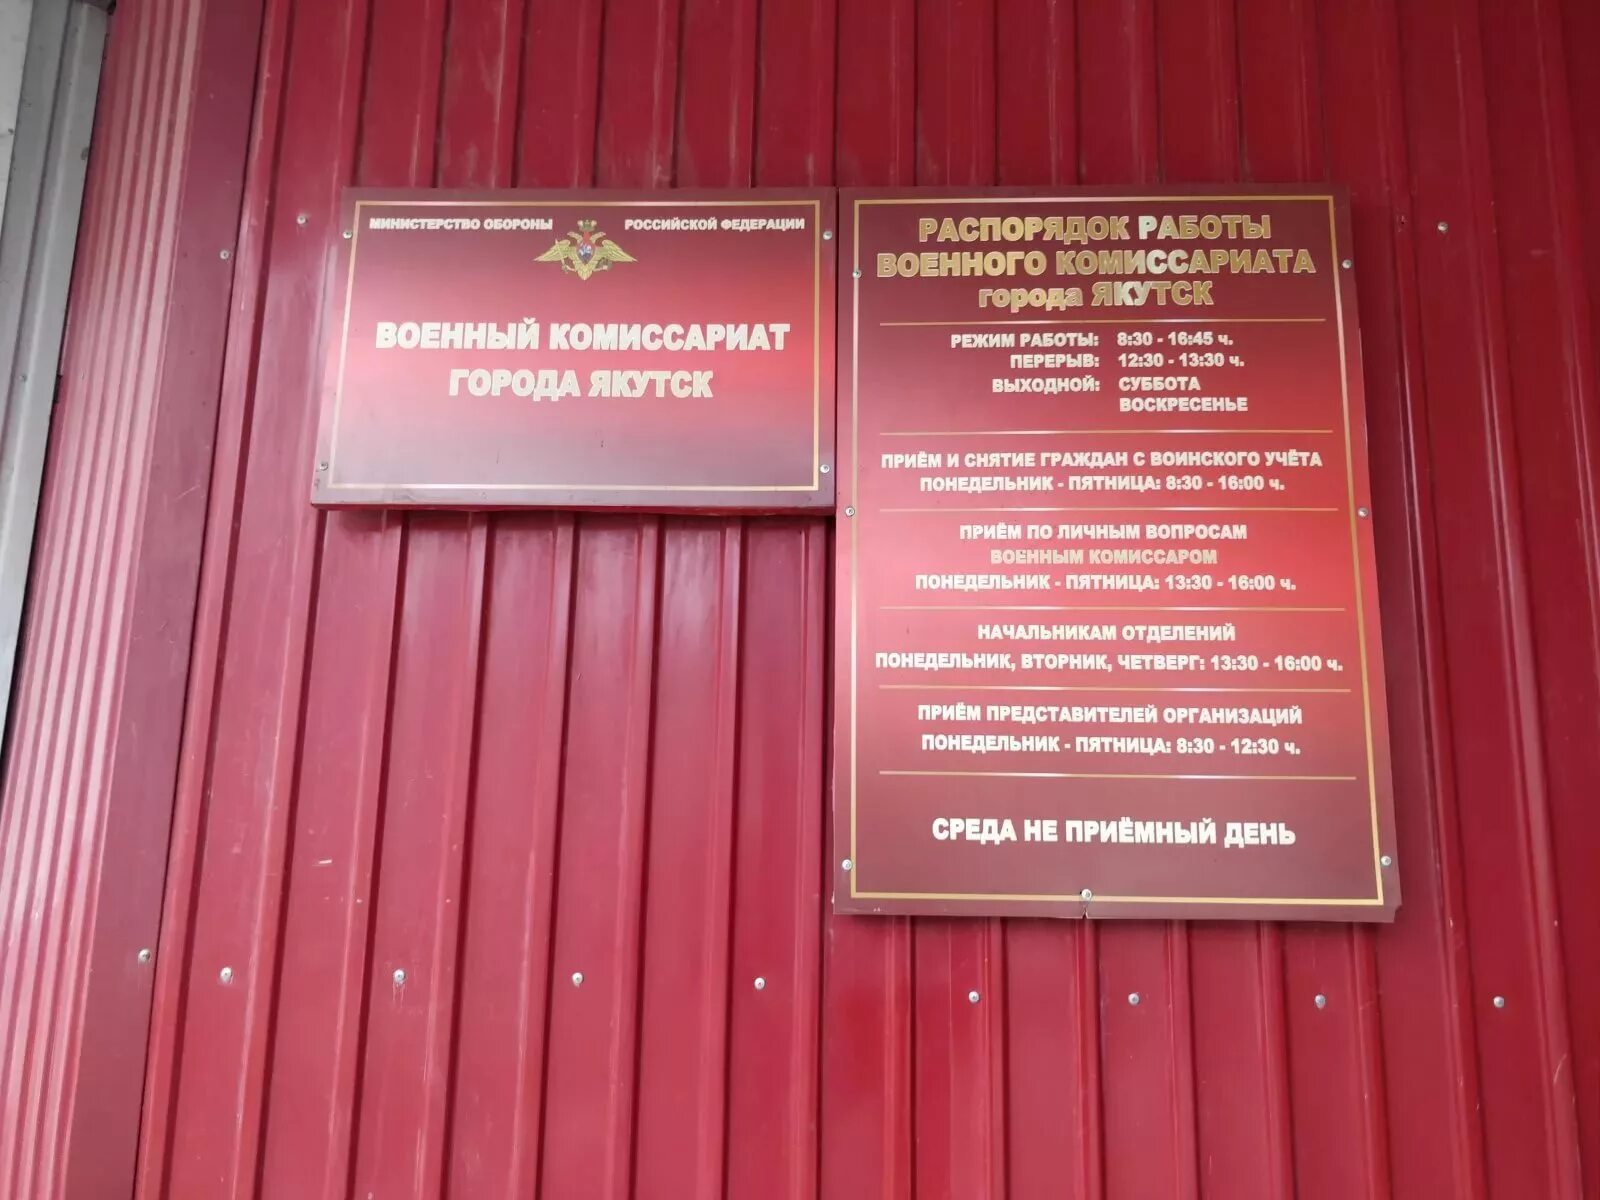 МИНИСТЕРСТВО ОБОРОНЫ РОССИЙСКОЙ ФЕДЕРАЦИИ
ВОЕННЫЙ КОМИССАРИАТ
ГОРОДА ЯКУТСК
РАСПОРЯДОК РАБОТЫ
ВОЕННОГО КОМИССАРИАТА
города ЯКУТСК
РЕЖИМ РАБОТЫ: 8:30 - 16:45 ч.
ПЕРЕРЫВ: 12:30 - 13:30 ч.
ВЫХОДНОЙ: СУББОТА
ВОСКРЕСЕНЬЕ
ПРИЁМ И СНЯТИЕ ГРАЖДАН С ВОИНСКОГО УЧЁТА
ПОНЕДЕЛЬНИК - ПЯТНИЦА: 8:30 - 16:00 ч.
ПРИЁМ ПО ЛИЧНЫМ ВОПРОСАМ
ВОЕННЫМ КОМИССАРОМ
ПОНЕДЕЛЬНИК - ПЯТНИЦА: 13:30 - 16:00 ч.
НАЧАЛЬНИКАМ ОТДЕЛЕНИЙ
ПОНЕДЕЛЬНИК, ВТОРНИК, ЧЕТВЕРГ: 13:30 - 16:00 ч.
ПРИЁМ ПРЕДСТАВИТЕЛЕЙ ОРГАНИЗАЦИЙ
ПОНЕДЕЛЬНИК - ПЯТНИЦА: 8:30 - 12:30 ч.
СРЕДА НЕ ПРИЁМНЫЙ ДЕНЬ